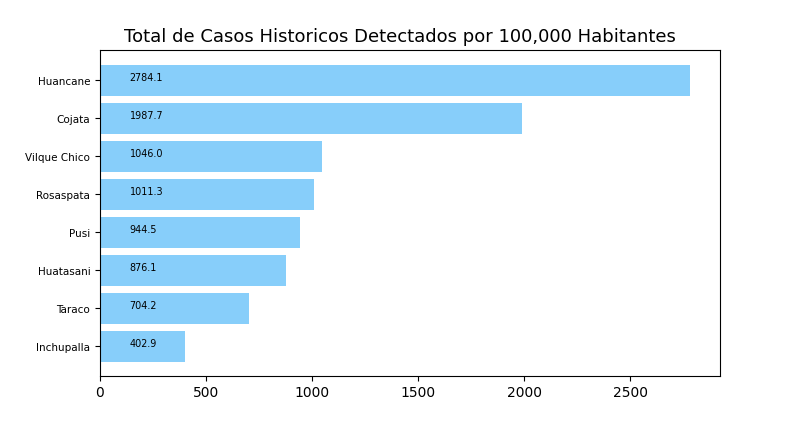 Total de Casos Historicos Detectados por 100,000 Habitantes
Huancane 2784.1
Cojata 1987.7
Vilque Chico 1046.0
Rosaspata 1011.3
Pusi 944.5
Huatasani 876.1
Taraco 704.2
Inchupalla 402.9
0 500 1000 1500 2000 2500